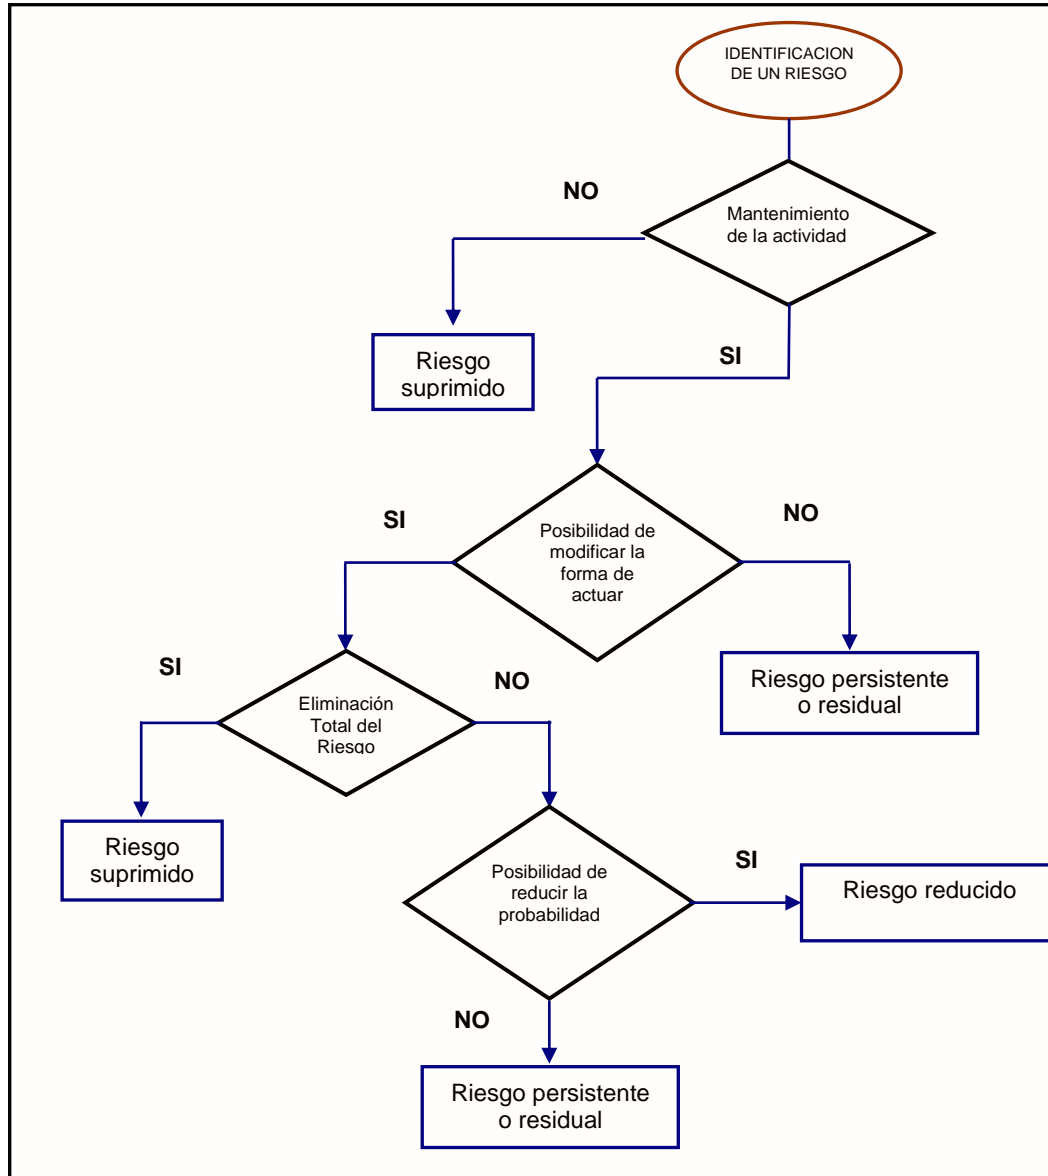 IDENTIFICACION
DE UN RIESGO
NO
Mantenimiento
de la actividad
Riesgo
suprimido
SI
SI
Posibilidad de
modificar la
forma de
actuar
NO
SI
Eliminación
Total del
Riesgo
NO
Riesgo persistente
o residual
Riesgo
suprimido
Posibilidad de
reducir la
probabilidad
SI
Riesgo reducido
NO
Riesgo persistente
o residual